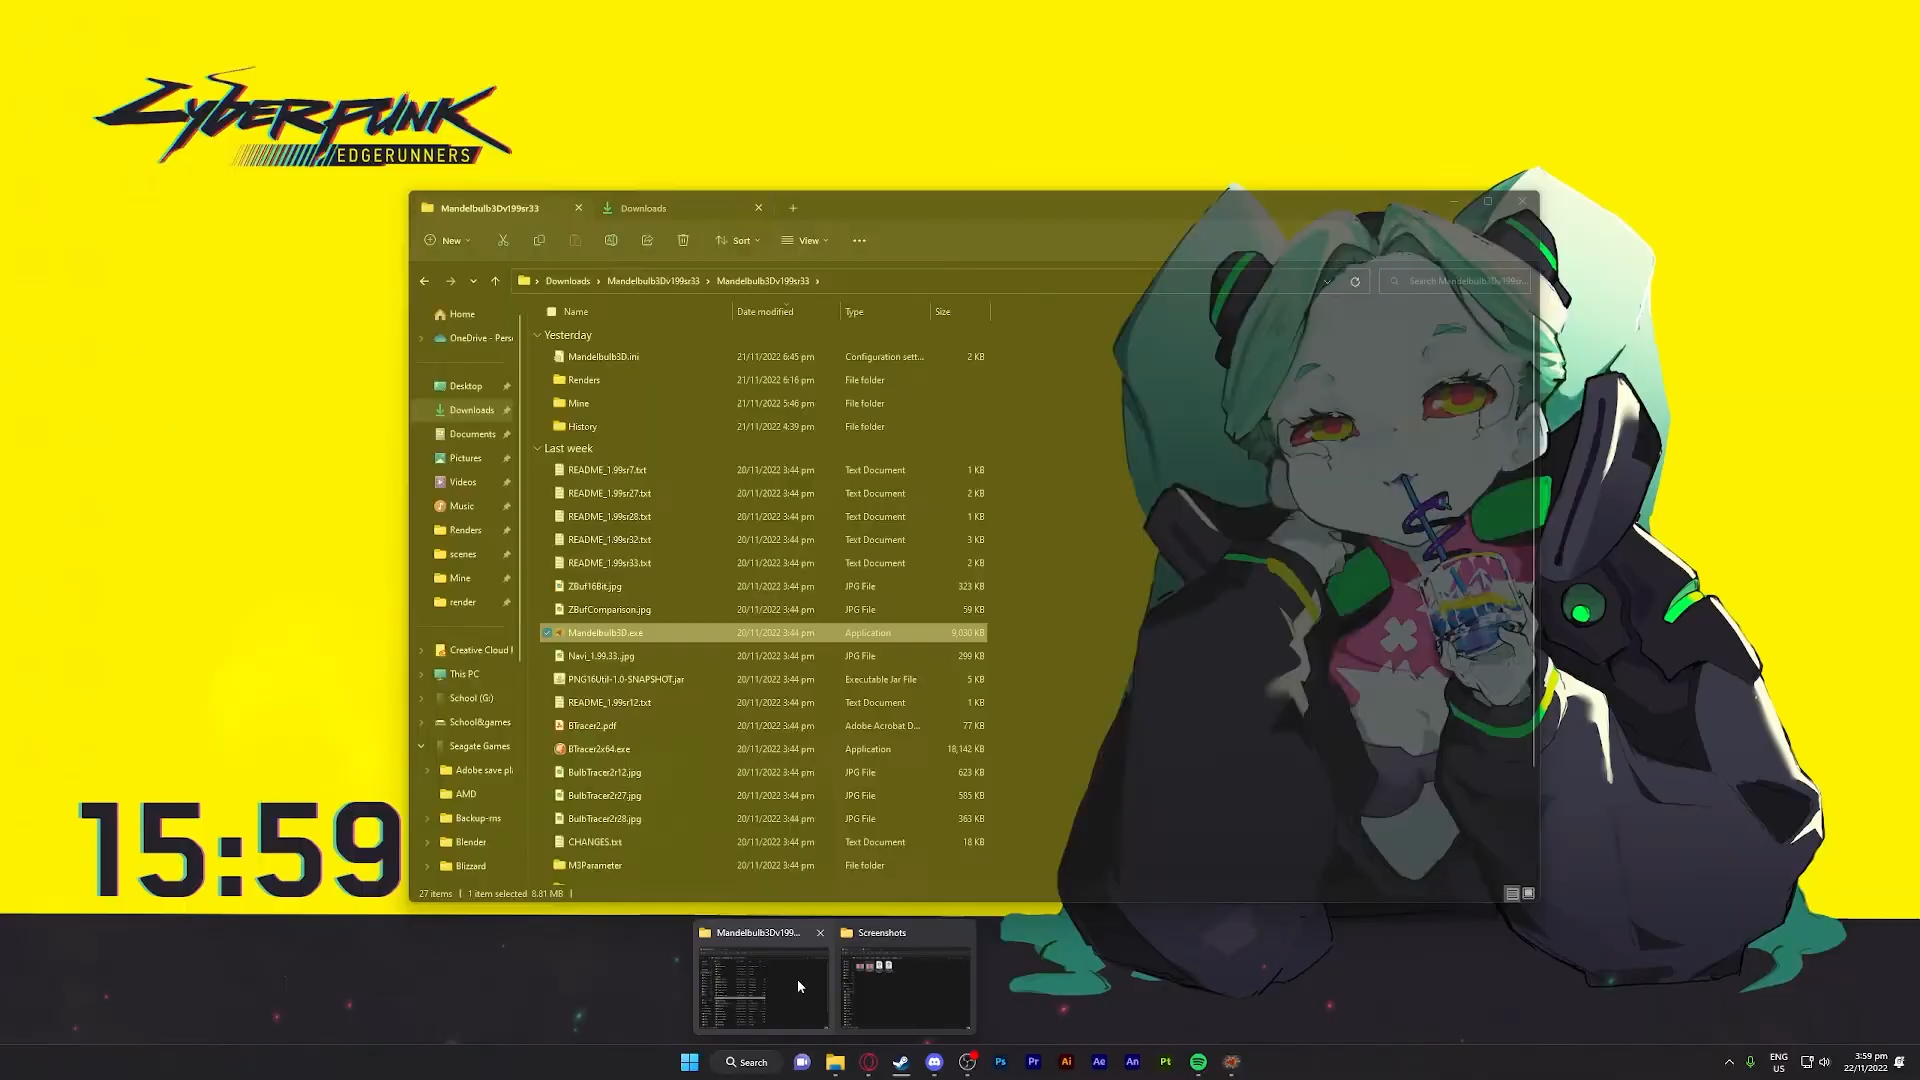 CYBERPUNK
EDGERUNNERS
Mandelbulb3Dv199sr33
Downloads
New
Sort
View
Downloads
Mandelbulb3Dv199sr33
Mandelbulb3Dv199sr33
Search Mandelbulb3Dv199sr...
Name
Date modified
Type
Size
Home
OneDrive - Pers
Desktop
Downloads
Documents
Pictures
Videos
Music
Renders
scenes
Mine
render
Creative Cloud F
This PC
School (G:)
School&games
Seagate Games
Adobe save pl
AMD
Backup-ms
Blender
Blizzard
Yesterday
Mandelbulb3D.ini 21/11/2022 6:45 pm Configuration sett... 2 KB
Renders 21/11/2022 6:16 pm File folder
Mine 21/11/2022 5:46 pm File folder
History 21/11/2022 4:39 pm File folder
Last week
README_1.99sr7.txt 20/11/2022 3:44 pm Text Document 1 KB
README_1.99sr27.txt 20/11/2022 3:44 pm Text Document 2 KB
README_1.99sr28.txt 20/11/2022 3:44 pm Text Document 1 KB
README_1.99sr32.txt 20/11/2022 3:44 pm Text Document 3 KB
README_1.99sr33.txt 20/11/2022 3:44 pm Text Document 2 KB
ZBuf16Bit.jpg 20/11/2022 3:44 pm JPG File 323 KB
ZBufComparison.jpg 20/11/2022 3:44 pm JPG File 59 KB
Mandelbulb3D.exe 20/11/2022 3:44 pm Application 9,030 KB
Navi_1.99.33..jpg 20/11/2022 3:44 pm JPG File 299 KB
PNG16Util-1.0-SNAPSHOT.jar 20/11/2022 3:44 pm Executable Jar File 5 KB
README_1.99sr12.txt 20/11/2022 3:44 pm Text Document 1 KB
BTracer2.pdf 20/11/2022 3:44 pm Adobe Acrobat D... 77 KB
BTracer2x64.exe 20/11/2022 3:44 pm Application 18,142 KB
BulbTracer2r12.jpg 20/11/2022 3:44 pm JPG File 623 KB
BulbTracer2r27.jpg 20/11/2022 3:44 pm JPG File 585 KB
BulbTracer2r28.jpg 20/11/2022 3:44 pm JPG File 363 KB
CHANGES.txt 20/11/2022 3:44 pm Text Document 18 KB
M3Parameter 20/11/2022 3:44 pm File folder
27 items 1 item selected 8.81 MB
15:59
Mandelbulb3Dv199...
Screenshots
Search
Ps
Pr
Ai
Ae
An
Pt
ENG
US
3:59 pm
22/11/2022